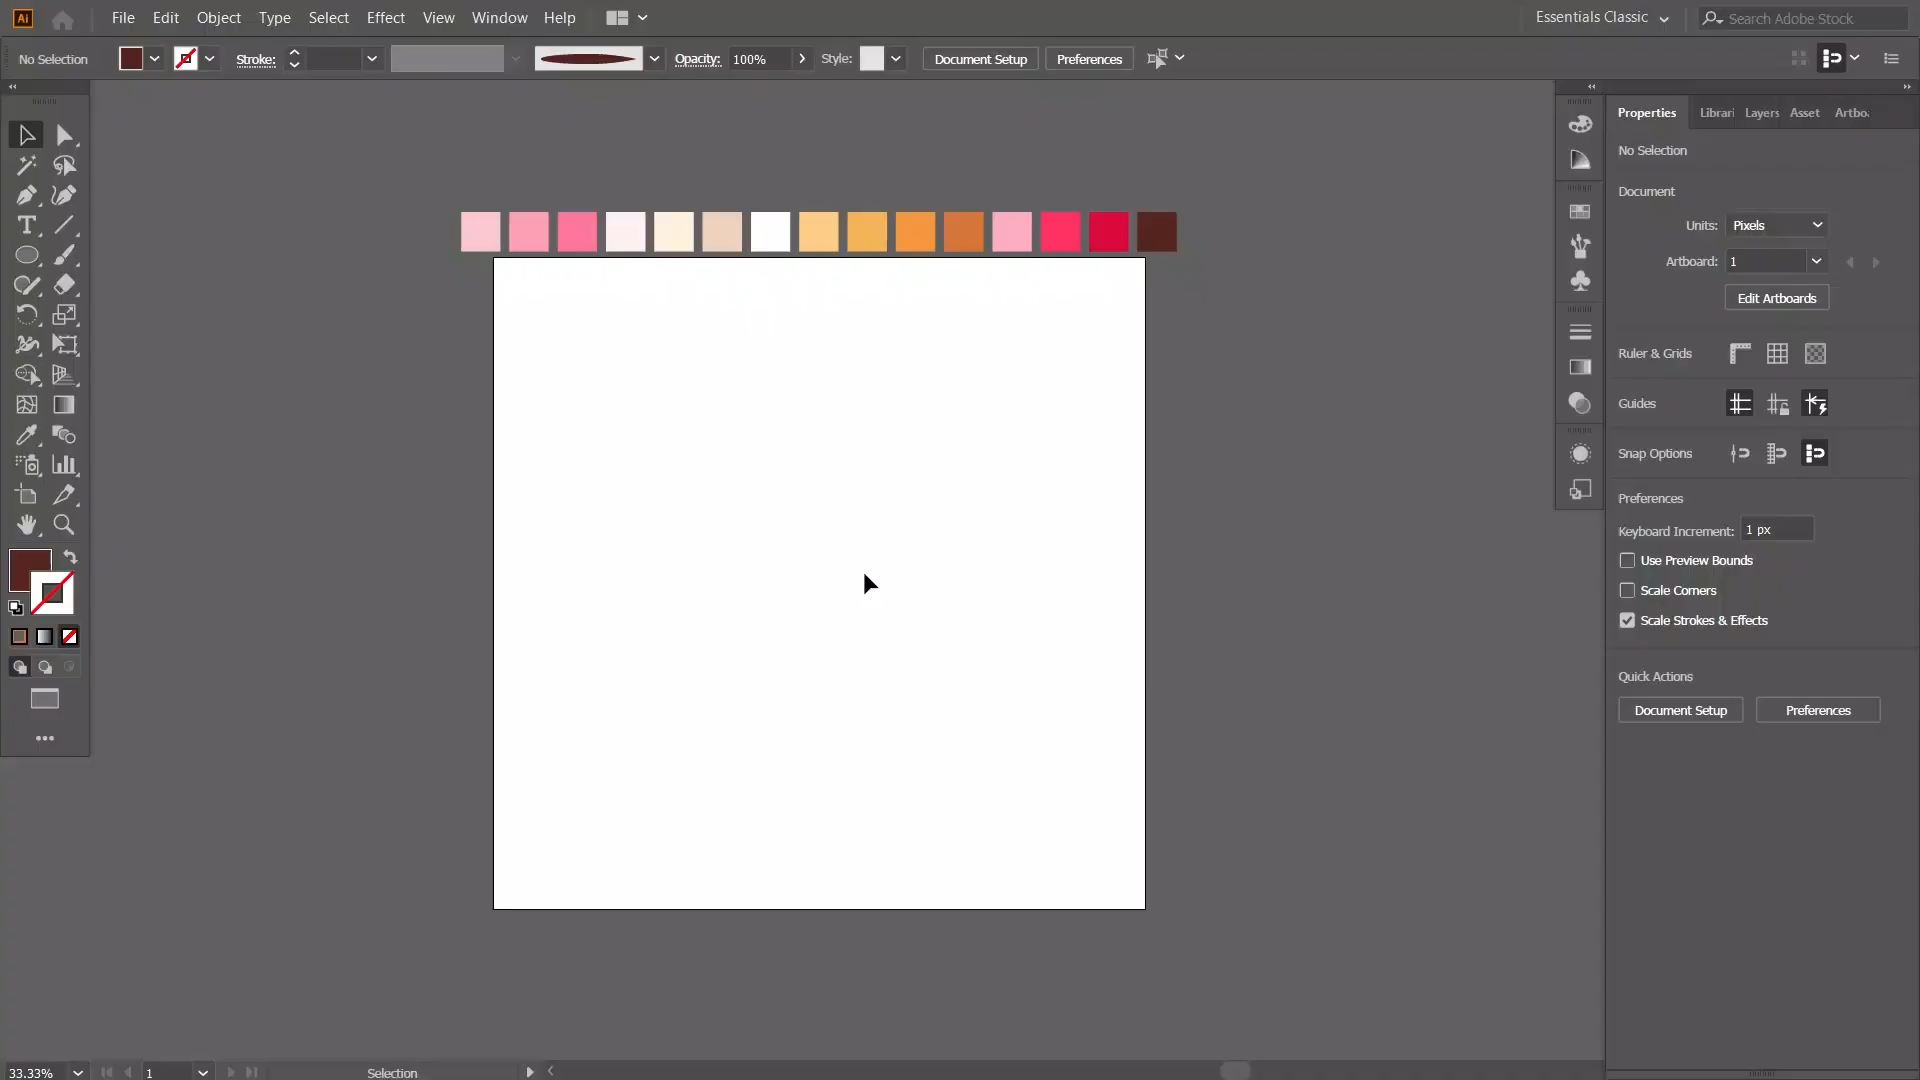 Ai File Edit Object Type Select Effect View Window Help Essentials Classic Search Adobe Stock
No Selection Stroke: Opacity: 100% Style: Document Setup Preferences
Properties Librari Layers Asset Artbo
No Selection
Document
Units: Pixels
Artboard: 1
Edit Artboards
Ruler & Grids
Guides
Snap Options
Preferences
Keyboard Increment: 1 px
Use Preview Bounds
Scale Corners
Scale Strokes & Effects
Quick Actions
Document Setup Preferences
33.33% 1 Selection